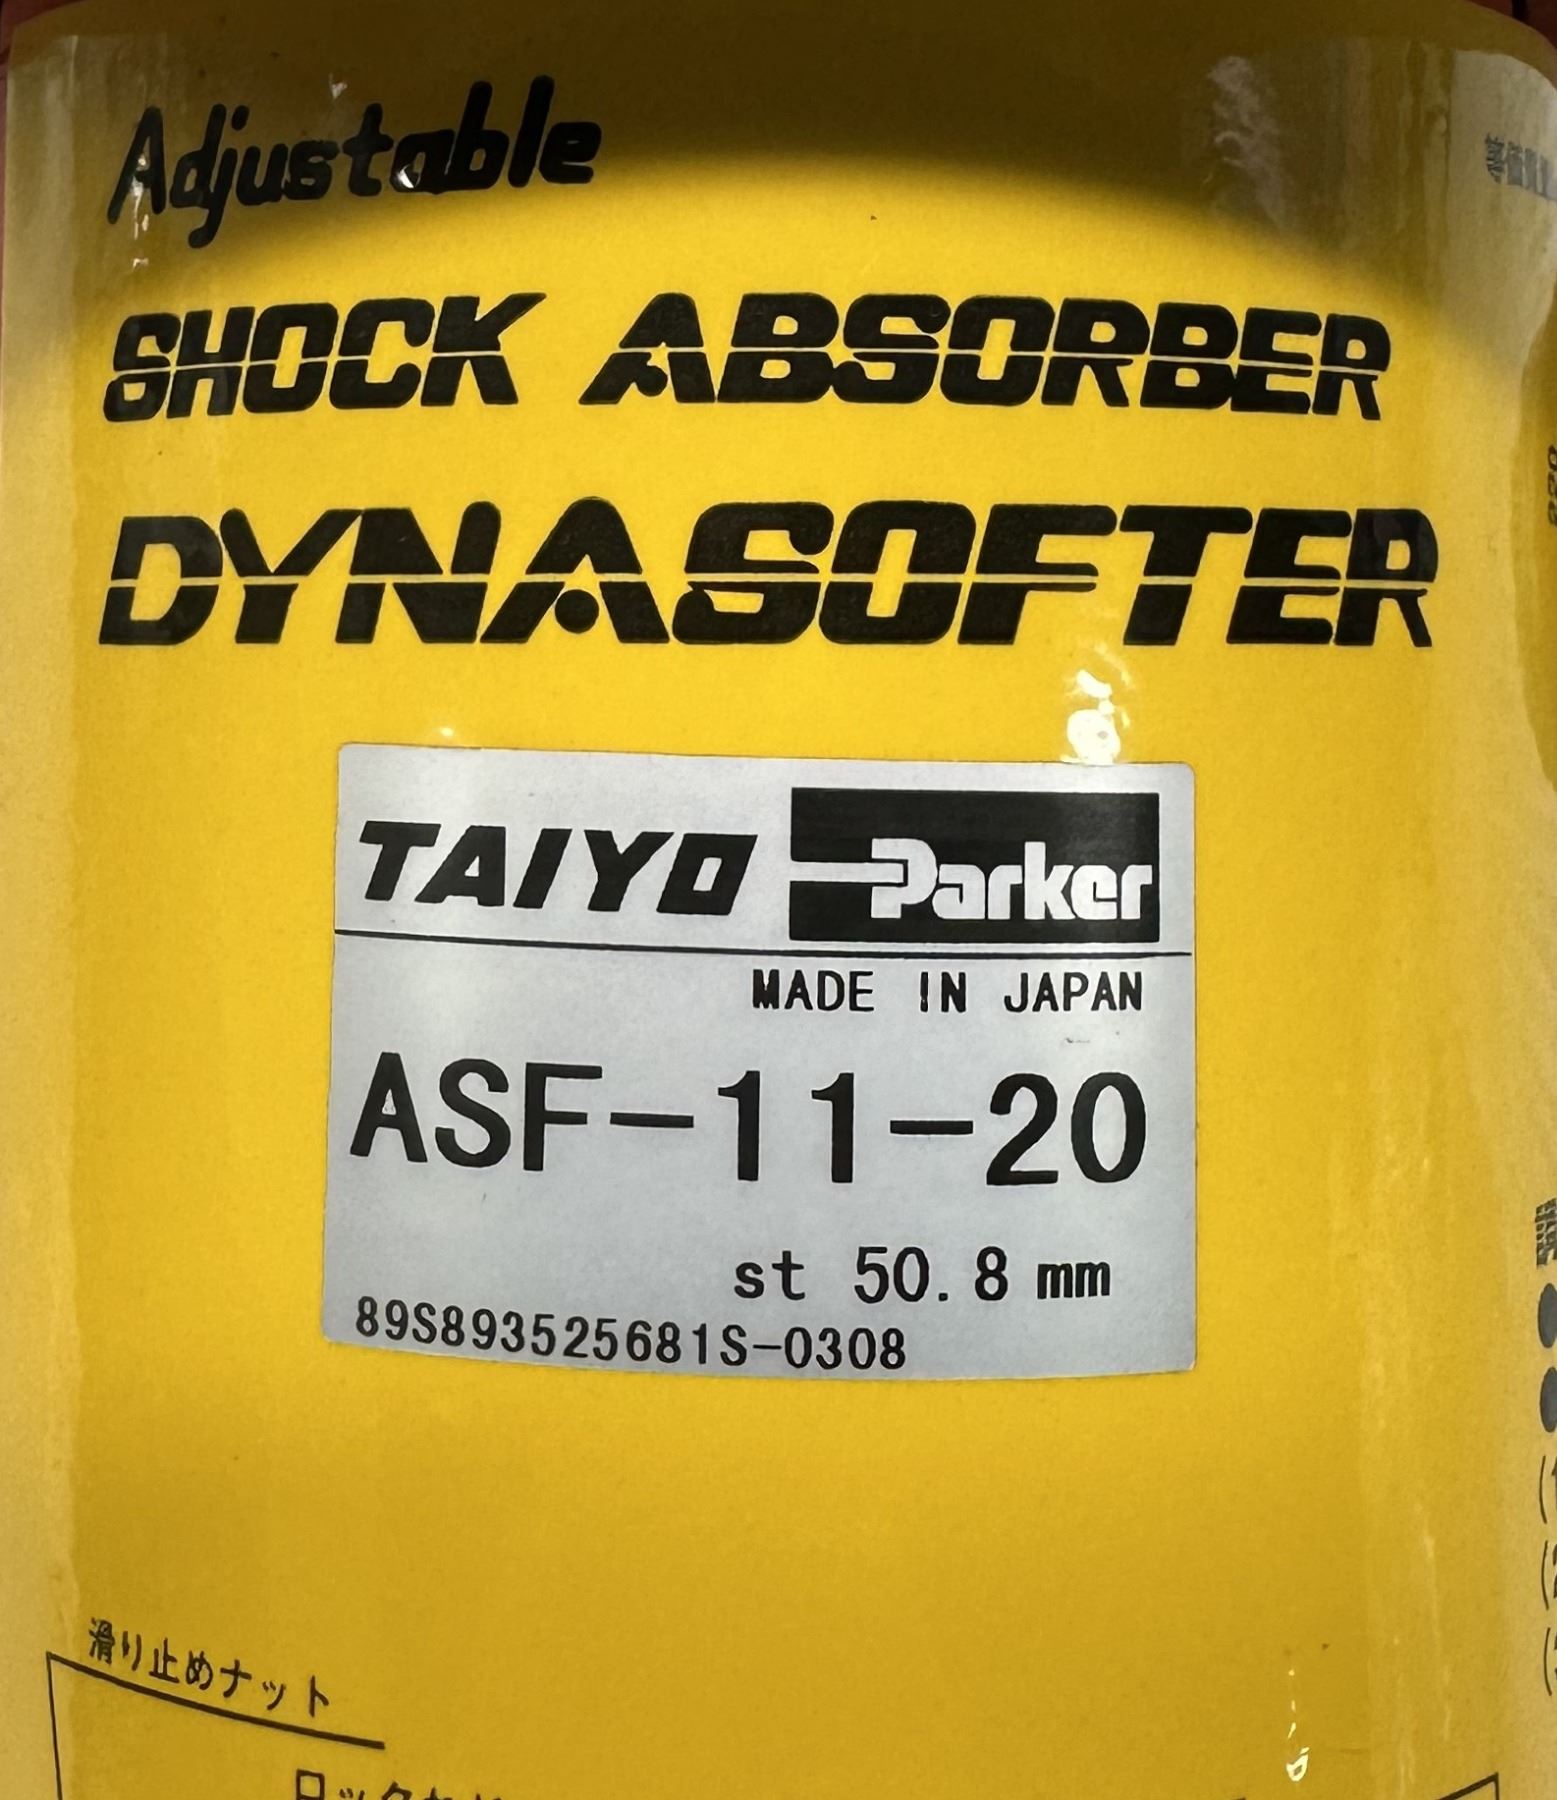 Adjustable
SHOCK ABSORBER
DYNASOFTER
TAIYO Parker
MADE IN JAPAN
ASF-11-20
st 50.8 mm
89S893525681S-0308
滑り止めナット